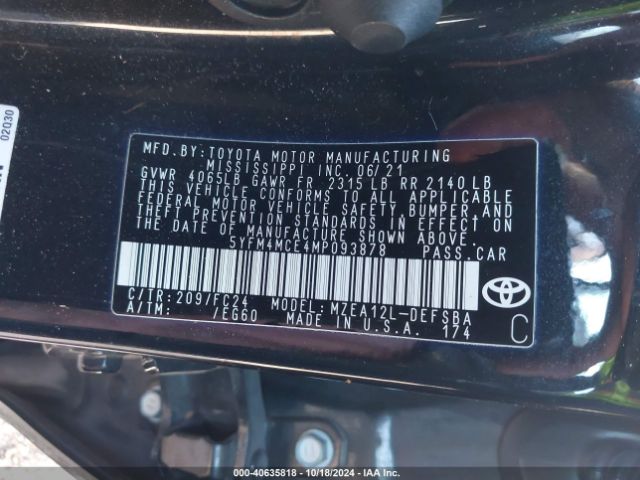 MFD. BY: TOYOTA MOTOR MANUFACTURING
MISSISSIPPI INC. 06/21
GVWR 4065LB GAWR FR 2315 LB RR 2140 LB
THIS VEHICLE CONFORMS TO ALL APPLICABLE
FEDERAL MOTOR VEHICLE SAFETY, BUMPER, AND
THEFT PREVENTION STANDARDS IN EFFECT ON
THE DATE OF MANUFACTURE SHOWN ABOVE.
5YFM4MCE4MP093878 PASS. CAR
C/TR: 209/FC24 MODEL: MZEA12L-DEFSBA
A/TM: /EG60 MADE IN U.S.A. 174
C
02Q30
000-40635818 | 10/18/2024 | IAA Inc.